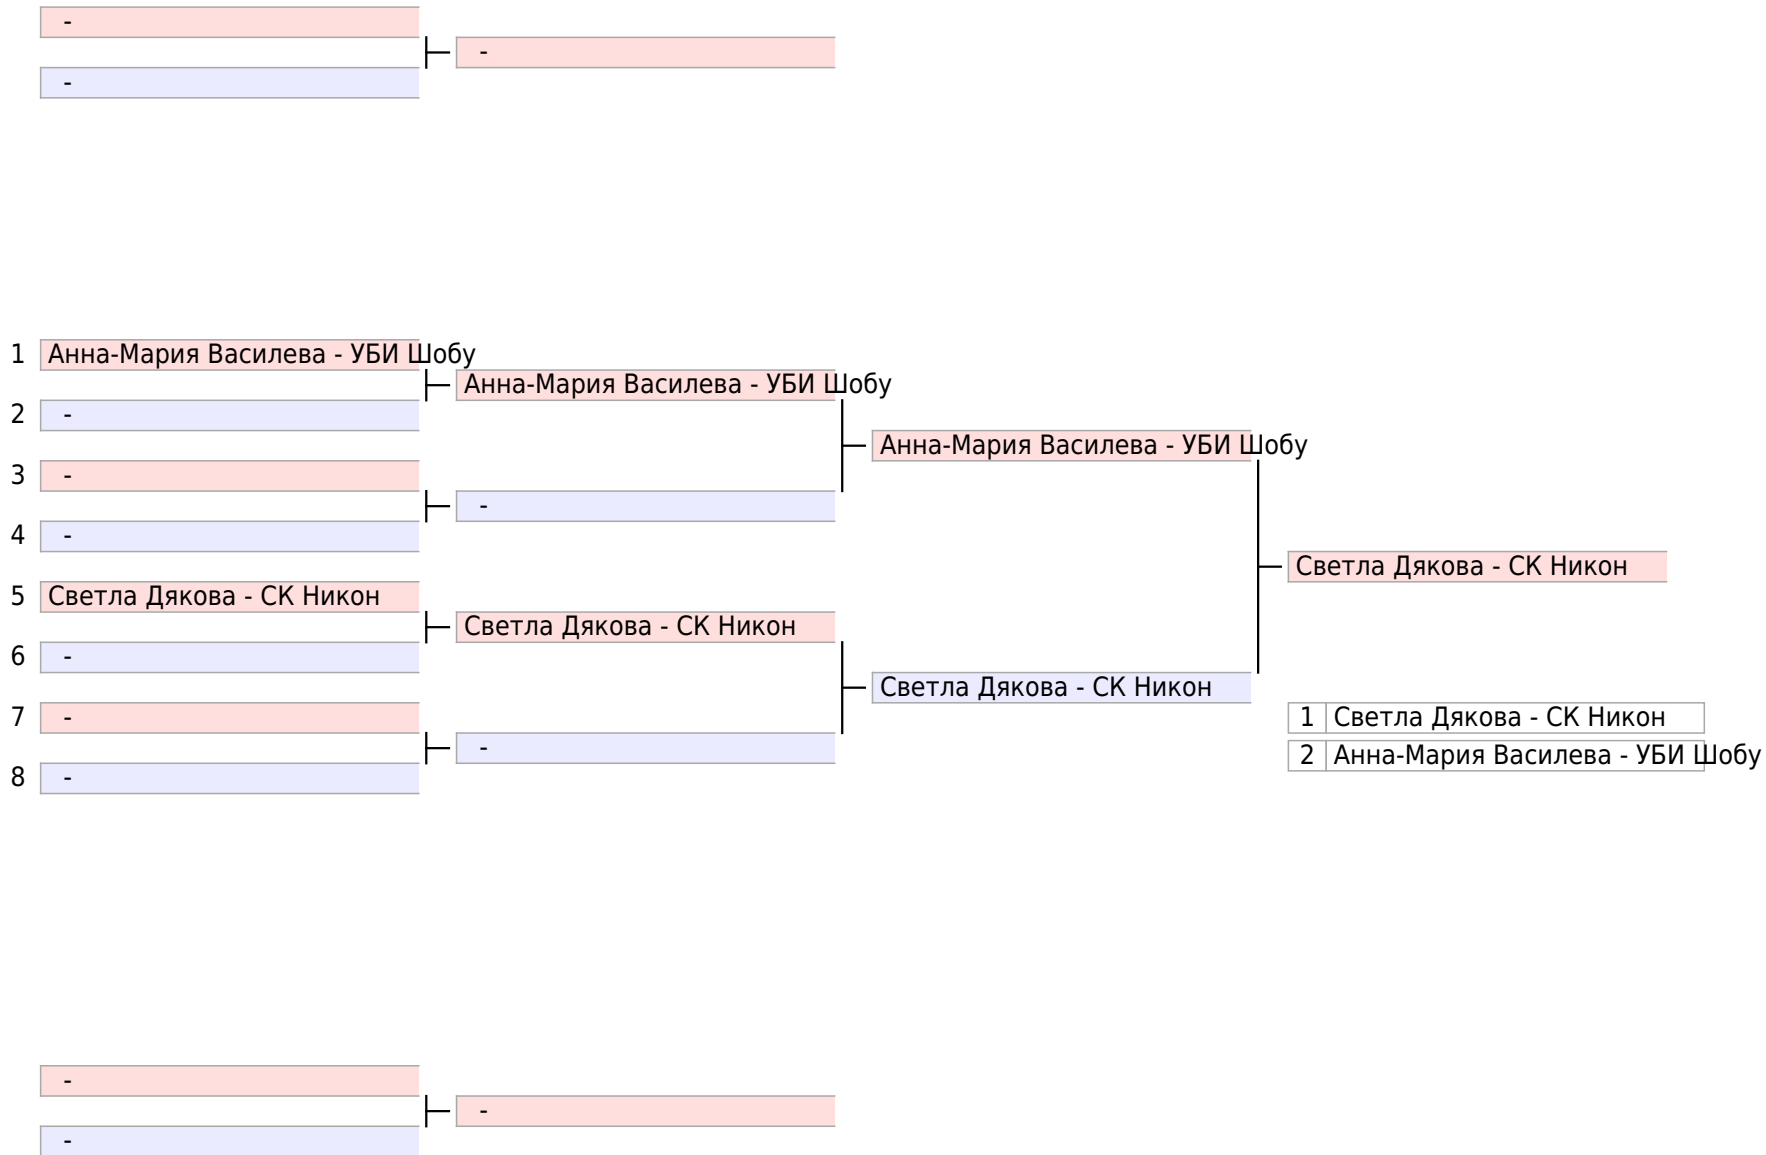 -
-
-
1 Анна-Мария Василева - УБИ Шобу
Анна-Мария Василева - УБИ Шобу
2 -
Анна-Мария Василева - УБИ Шобу
3 -
-
4 -
Светла Дякова - СК Никон
5 Светла Дякова - СК Никон
Светла Дякова - СК Никон
6 -
Светла Дякова - СК Никон
7 -
1 Светла Дякова - СК Никон
-
2 Анна-Мария Василева - УБИ Шобу
8 -
-
-
-